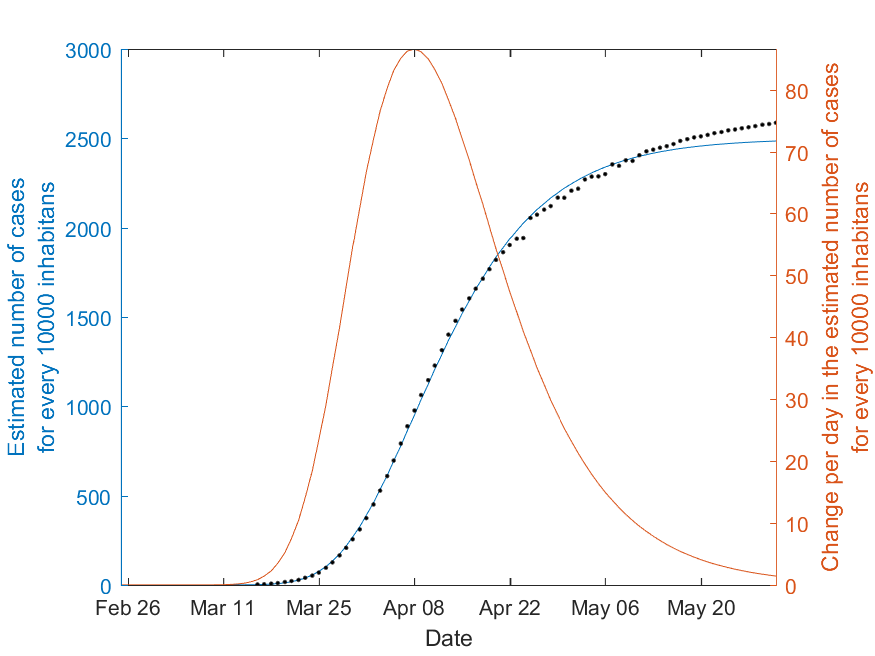 3000
2500
2000
1500
1000
500
0
Estimated number of cases
for every 10000 inhabitans
80
70
60
50
40
30
20
10
0
Change per day in the estimated number of cases
for every 10000 inhabitans
Feb 26 Mar 11 Mar 25 Apr 08 Apr 22 May 06 May 20
Date